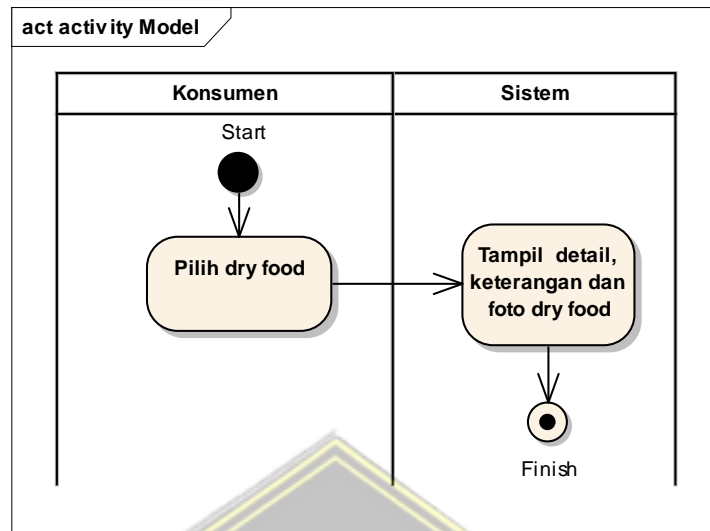 act activity Model
Konsumen
Sistem
Start
Pilih dry food
Tampil detail,
keterangan dan
foto dry food
Finish